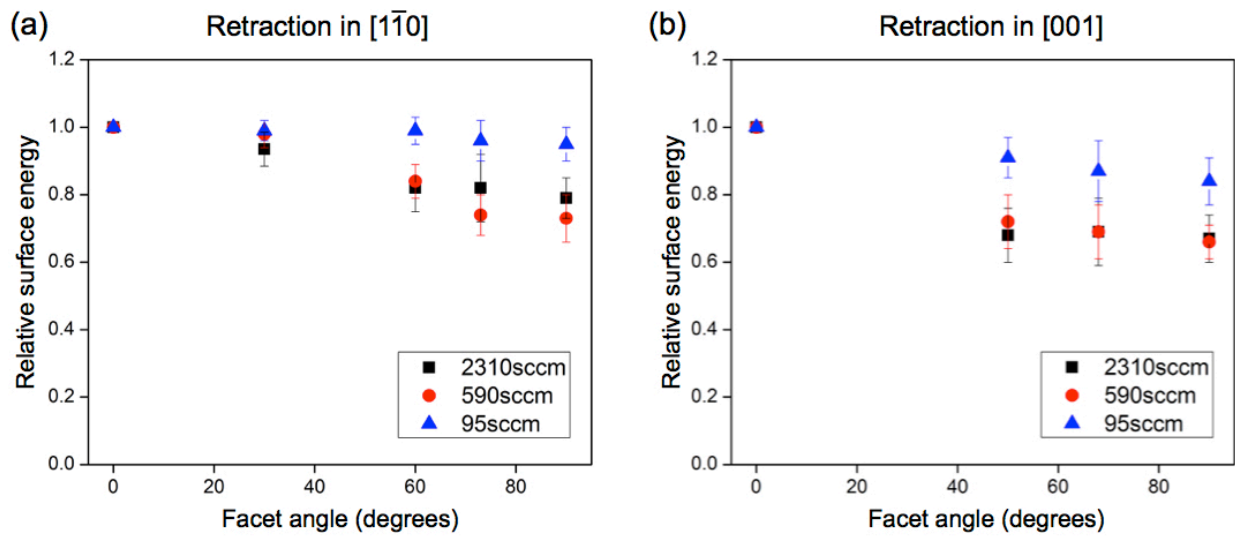 (a) Retraction in [11̅0]
1.2
1.0
0.8
0.6
0.4
0.2
0.0
Relative surface energy
2310sccm
590sccm
95sccm
0 20 40 60 80
Facet angle (degrees)
(b) Retraction in [001]
1.2
1.0
0.8
0.6
0.4
0.2
0.0
Relative surface energy
2310sccm
590sccm
95sccm
0 20 40 60 80
Facet angle (degrees)